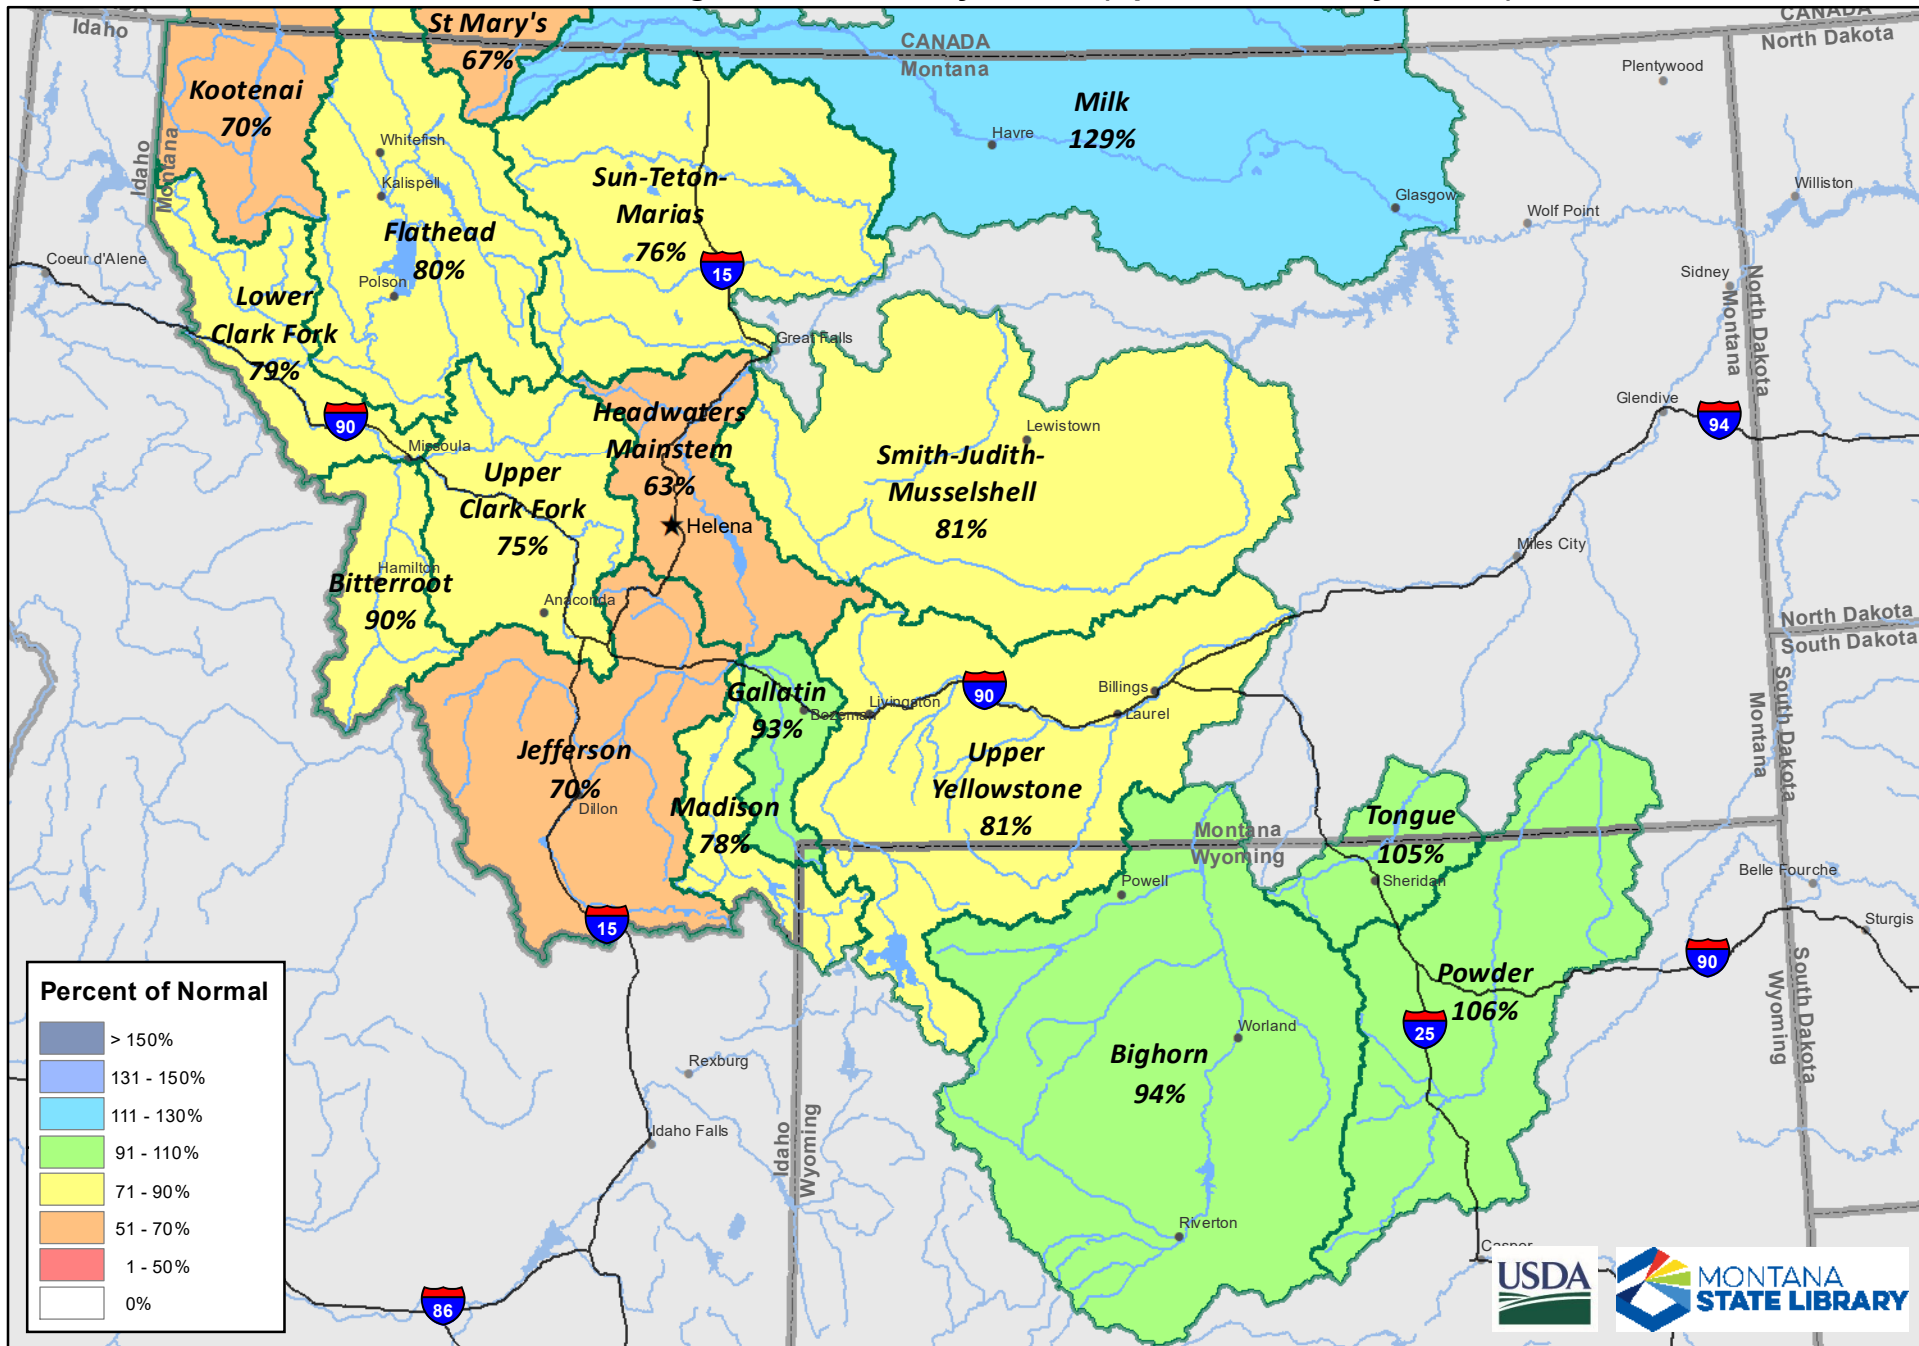 CANADA
Idaho
St Mary's
67%
CANADA
Montana
CANADA
North Dakota
Kootenai
70%
Idaho
Montana
Whitefish
Kalispell
Flathead
80%
Polson
Sun-Teton-
Marias
76%
15
Milk
129%
Havre
Glasgow
Plentywood
Wolf Point
Williston
Sidney
North Dakota
Montana
Coeur d'Alene
Lower
Clark Fork
79%
90
Great Falls
Headwaters
Mainstem
63%
Helena
Missoula
Upper
Clark Fork
75%
Lewistown
Smith-Judith-
Musselshell
81%
Glendive
94
Miles City
Hamilton
Bitterroot
90%
Anaconda
North Dakota
South Dakota
Gallatin
93%
Bozeman
Livingston
90
Billings
Laurel
South Dakota
Montana
Jefferson
70%
Dillon
Madison
78%
Upper
Yellowstone
81%
Montana
Wyoming
Tongue
105%
Sheridan
Powell
Belle Fourche
Sturgis
15
90
Powder
106%
25
South Dakota
Wyoming
Worland
Bighorn
94%
Riverton
Casper
Rexburg
Idaho Falls
Idaho
Wyoming
86
Percent of Normal
> 150%
131 - 150%
111 - 130%
91 - 110%
71 - 90%
51 - 70%
1 - 50%
0%
USDA
MONTANA
STATE LIBRARY